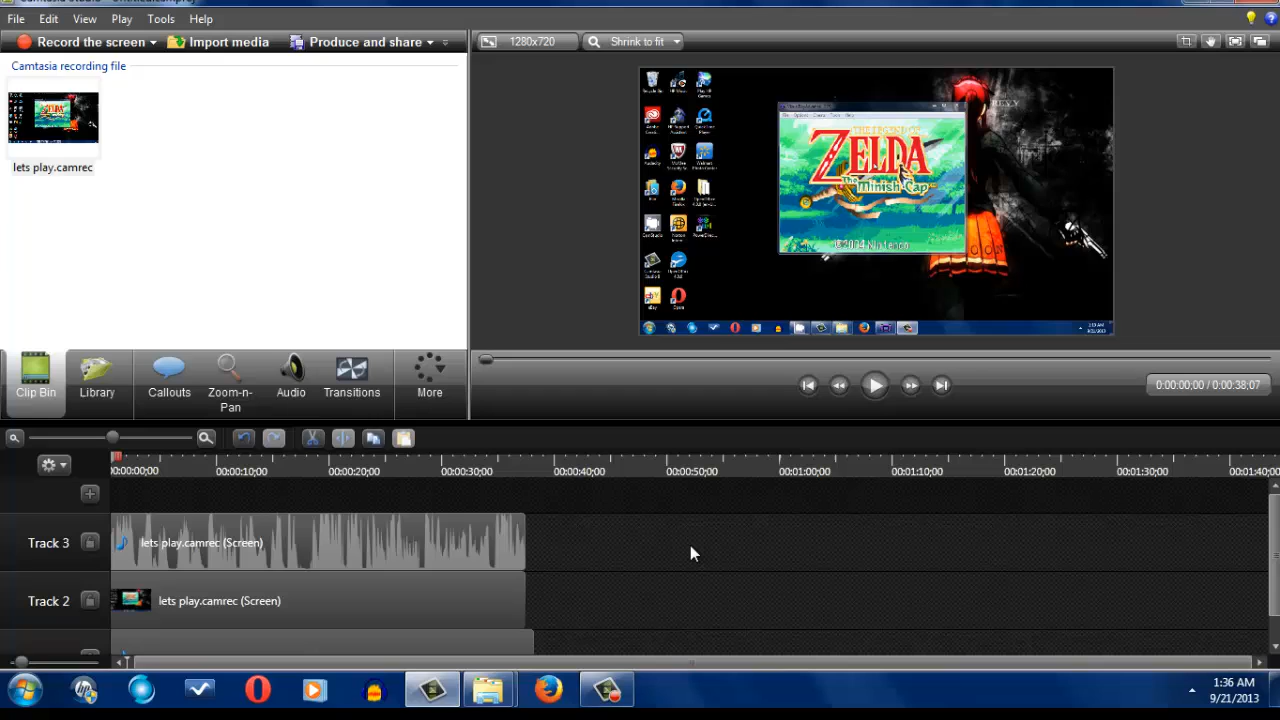 File Edit View Play Tools Help
Record the screen Import media Produce and share
1280x720 Shrink to fit
Camtasia recording file
lets play.camrec
THE LEGEND OF
ZELDA
The Minish Cap
©2004 Nintendo
Clip Bin Library Callouts Zoom-n-Pan Audio Transitions More
0:00:00;00 / 0:00:38;07
00:00:00;00 00:00:10;00 00:00:20;00 00:00:30;00 00:00:40;00 00:00:50;00 00:01:00;00 00:01:10;00 00:01:20;00 00:01:30;00 00:01:40;00
Track 3 lets play.camrec (Screen)
Track 2 lets play.camrec (Screen)
1:36 AM
9/21/2013